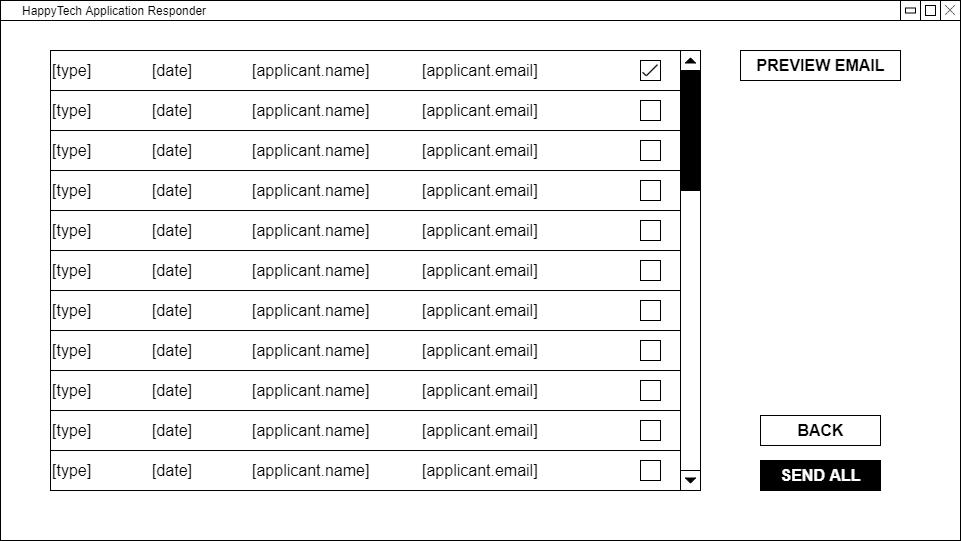 HappyTech Application Responder
[type] [date] [applicant.name] [applicant.email]
PREVIEW EMAIL
[type] [date] [applicant.name] [applicant.email]
[type] [date] [applicant.name] [applicant.email]
[type] [date] [applicant.name] [applicant.email]
[type] [date] [applicant.name] [applicant.email]
[type] [date] [applicant.name] [applicant.email]
[type] [date] [applicant.name] [applicant.email]
[type] [date] [applicant.name] [applicant.email]
[type] [date] [applicant.name] [applicant.email]
[type] [date] [applicant.name] [applicant.email]
BACK
[type] [date] [applicant.name] [applicant.email]
SEND ALL